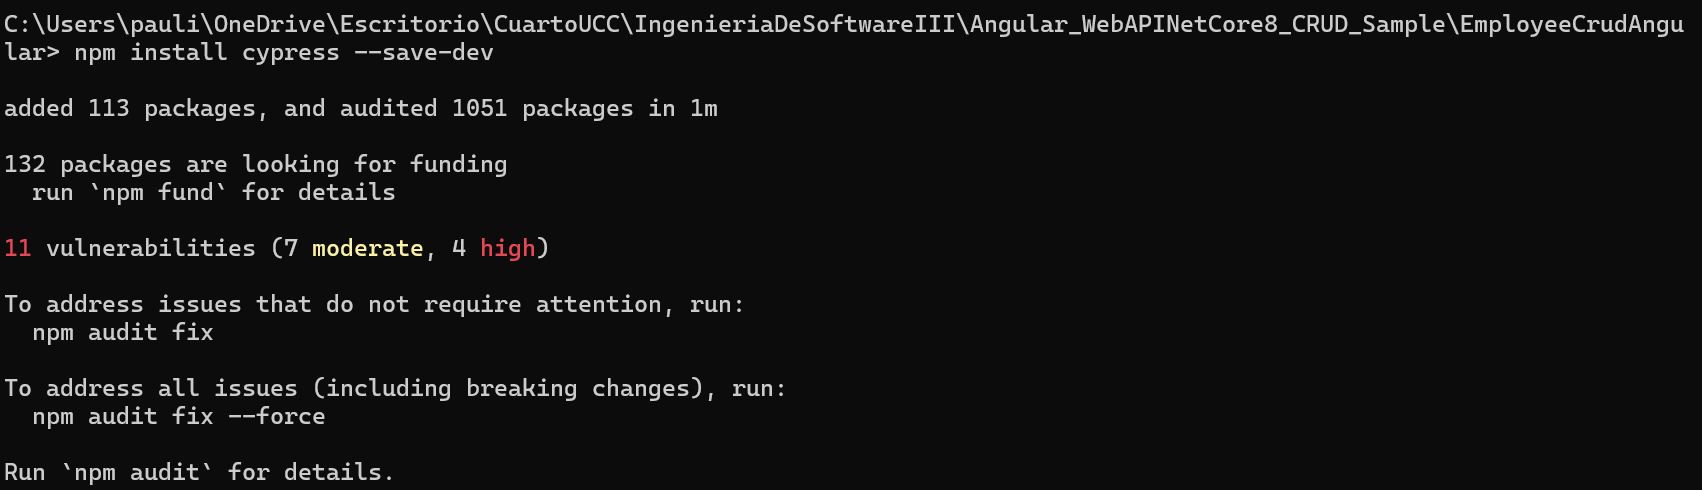 C:\Users\pauli\OneDrive\Escritorio\CuartoUCC\IngenieriaDeSoftwareIII\Angular_WebAPINetCore8_CRUD_Sample\EmployeeCrudAngu
lar> npm install cypress --save-dev
added 113 packages, and audited 1051 packages in 1m
132 packages are looking for funding
  run `npm fund` for details
11 vulnerabilities (7 moderate, 4 high)
To address issues that do not require attention, run:
  npm audit fix
To address all issues (including breaking changes), run:
  npm audit fix --force
Run `npm audit` for details.